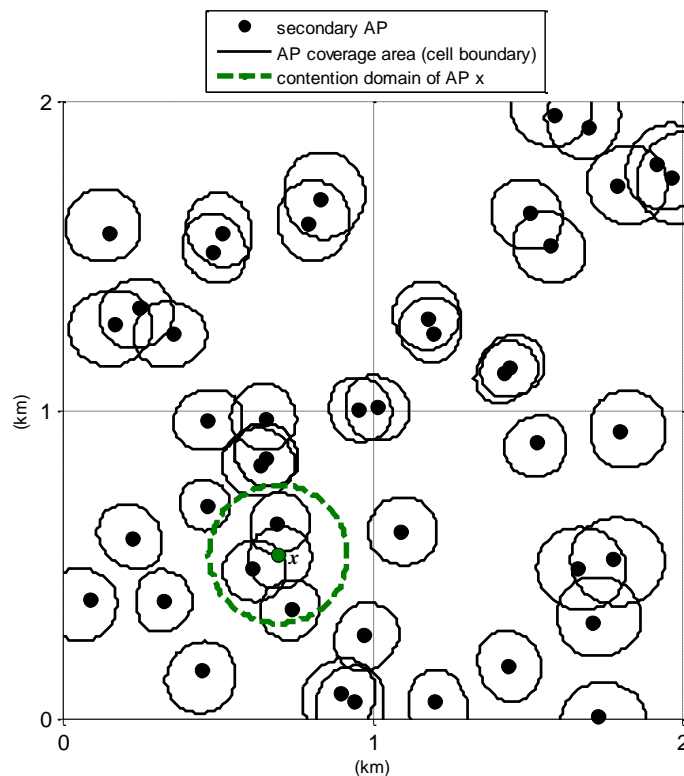 secondary AP
AP coverage area (cell boundary)
contention domain of AP x
2
(km)
1
x
0
0
1
2
(km)